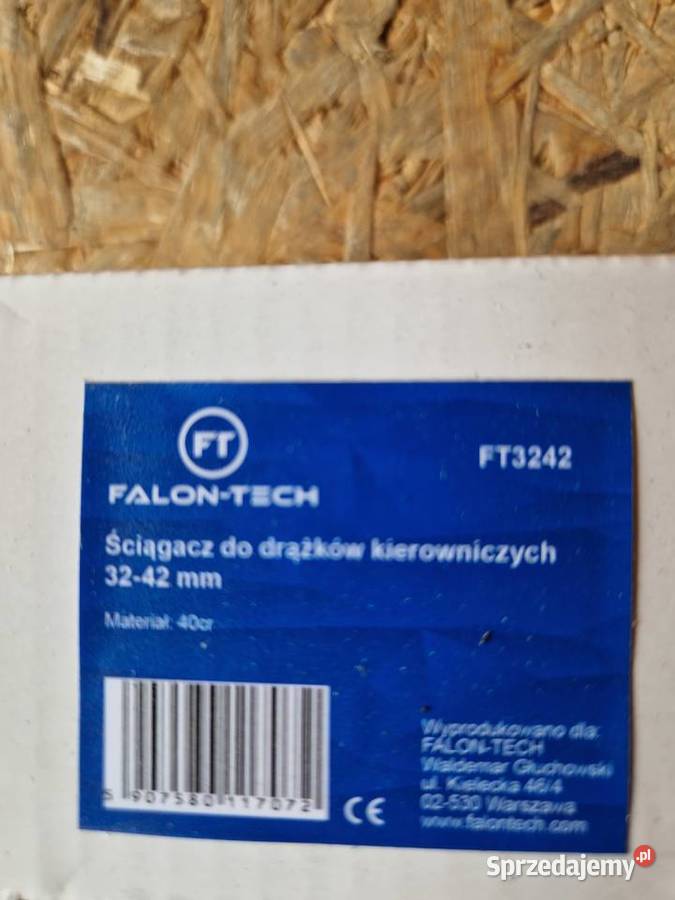 FT
FALON-TECH
FT3242
Ściągacz do drążków kierowniczych
32-42 mm
Materiał: 40cr
5 907580 117072
CE
Wyprodukowano dla:
FALON-TECH
Waldemar Głuchowski
ul. Kielecka 46/4
02-530 Warszawa
www.falontech.com
Sprzedajemy.pl